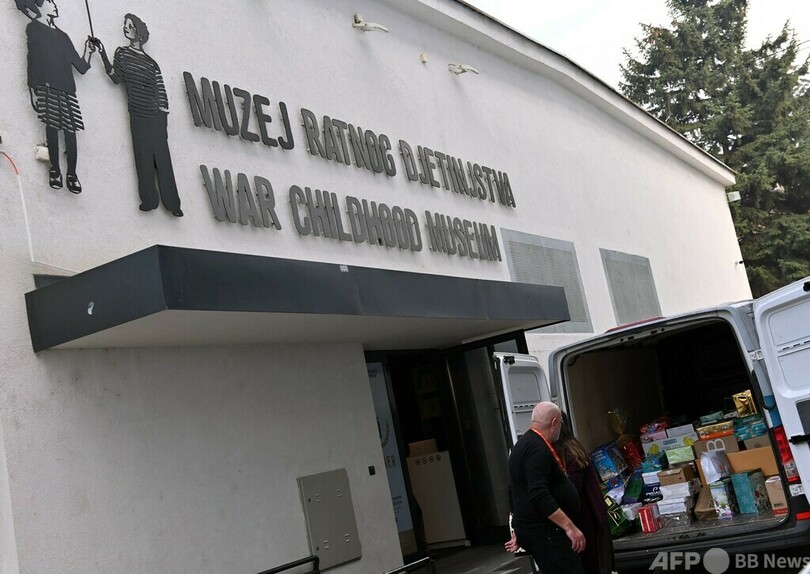 MUZEJ RATNOG DJETINJSTVA
WAR CHILDHOOD MUSEUM
AFP BB News